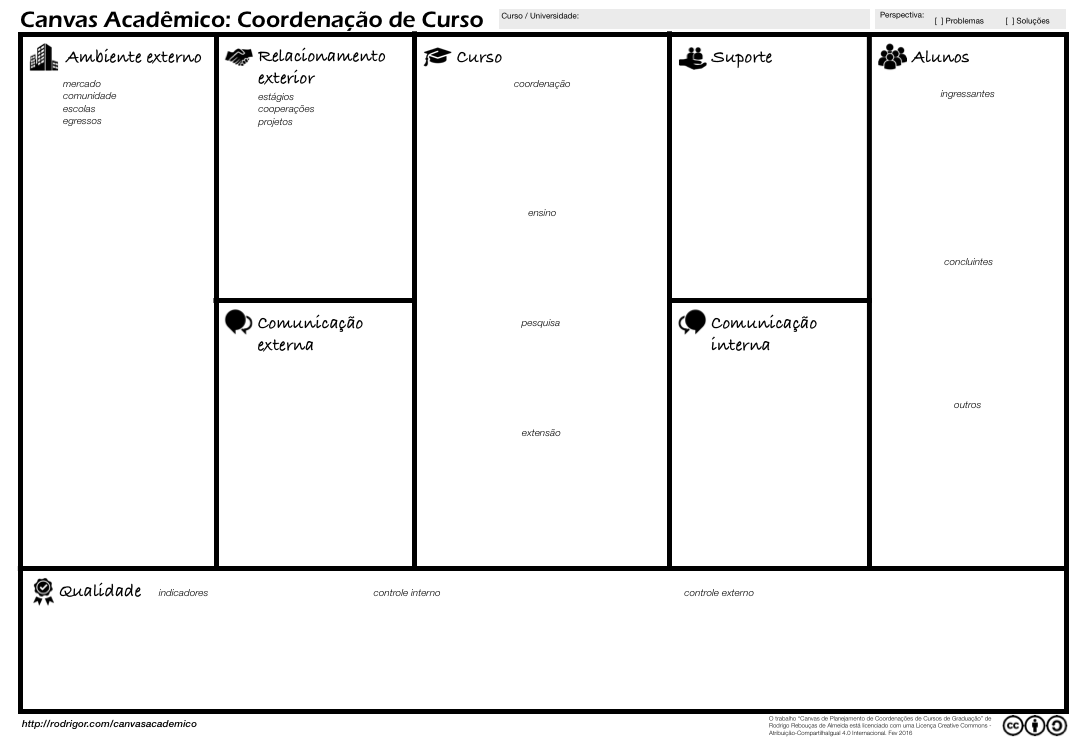 Canvas Acadêmico: Coordenação de Curso
Curso / Universidade:
Perspectiva:
[ ] Problemas [ ] Soluções
Ambiente externo
mercado
comunidade
escolas
egressos
Relacionamento
exterior
estágios
cooperações
projetos
Comunicação
externa
Curso
coordenação
ensino
pesquisa
extensão
Suporte
Comunicação
interna
Alunos
ingressantes
concluintes
outros
Qualidade indicadores controle interno controle externo
http://rodrigor.com/canvasacademico
O trabalho "Canvas de Planejamento de Coordenações de Cursos de Graduação" de
Rodrigo Rebouças de Almeida está licenciado com uma Licença Creative Commons -
Atribuição-CompartilhaIgual 4.0 Internacional. Fev 2016
cc